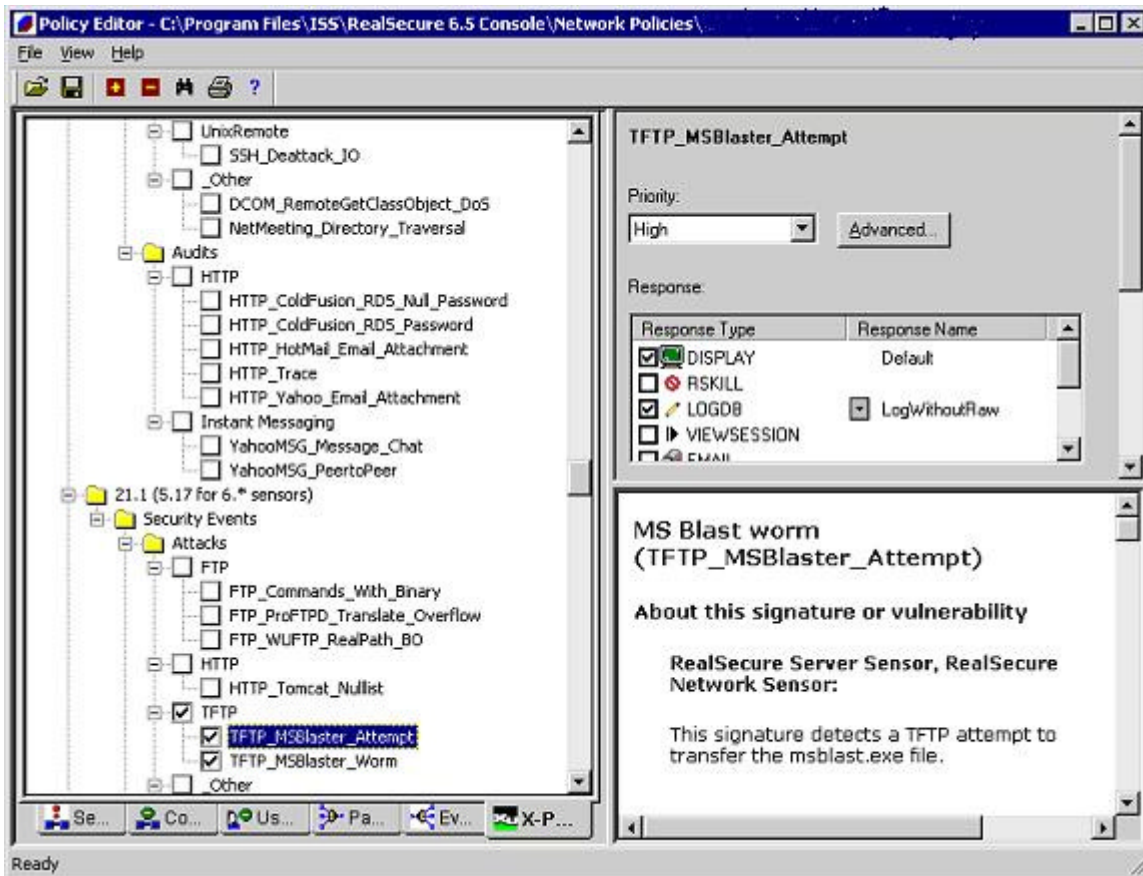 Policy Editor - C:\Program Files\ISS\RealSecure 6.5 Console\Network Policies\
File View Help
UnixRemote
SSH_Deattack_IO
_Other
DCOM_RemoteGetClassObject_DoS
NetMeeting_Directory_Traversal
Audits
HTTP
HTTP_ColdFusion_RDS_Null_Password
HTTP_ColdFusion_RDS_Password
HTTP_HotMail_Email_Attachment
HTTP_Trace
HTTP_Yahoo_Email_Attachment
Instant Messaging
YahooMSG_Message_Chat
YahooMSG_PeertoPeer
21.1 (5.17 for 6.* sensors)
Security Events
Attacks
FTP
FTP_Commands_With_Binary
FTP_ProFTPD_Translate_Overflow
FTP_WUFTP_RealPath_BO
HTTP
HTTP_Tomcat_Nullist
TFTP
TFTP_MSBlaster_Attempt
TFTP_MSBlaster_Worm
_Other
Se... Co... Us... Pa... Ev... X-P...
TFTP_MSBlaster_Attempt
Priority:
High Advanced...
Response:
Response Type Response Name
DISPLAY Default
RSKILL
LOGDB LogWithoutRaw
VIEWSESSION
EMAIL
MS Blast worm
(TFTP_MSBlaster_Attempt)
About this signature or vulnerability
RealSecure Server Sensor, RealSecure
Network Sensor:
This signature detects a TFTP attempt to
transfer the msblast.exe file.
Ready